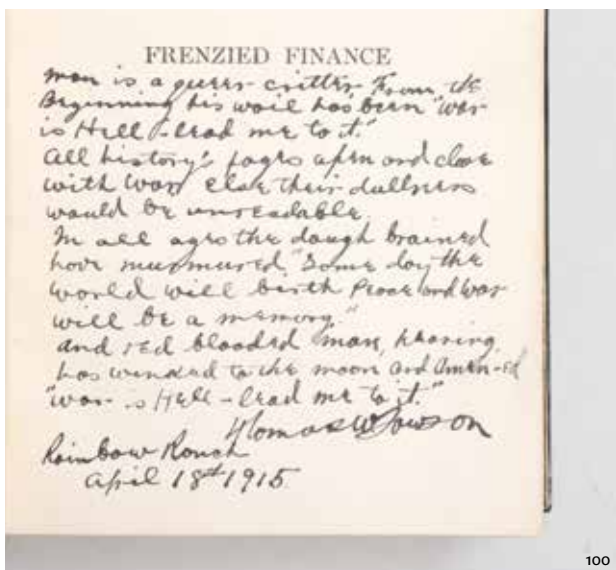 FRENZIED FINANCE
man is a queer critter From the
Beginning his wail has been "War
is Hell - lead me to it."
All history's pages open and close
with War else their dullness
would be unreadable.
In all ages the dough brained
have murmured, "Some day the
world will birth Peace and War
will be a memory."
And red blooded man, hearing
has winked to the moon and Amen-ed
"War is Hell - lead me to it."
Thomas W Lawson
Rainbow Ranch
April 18th 1915
100